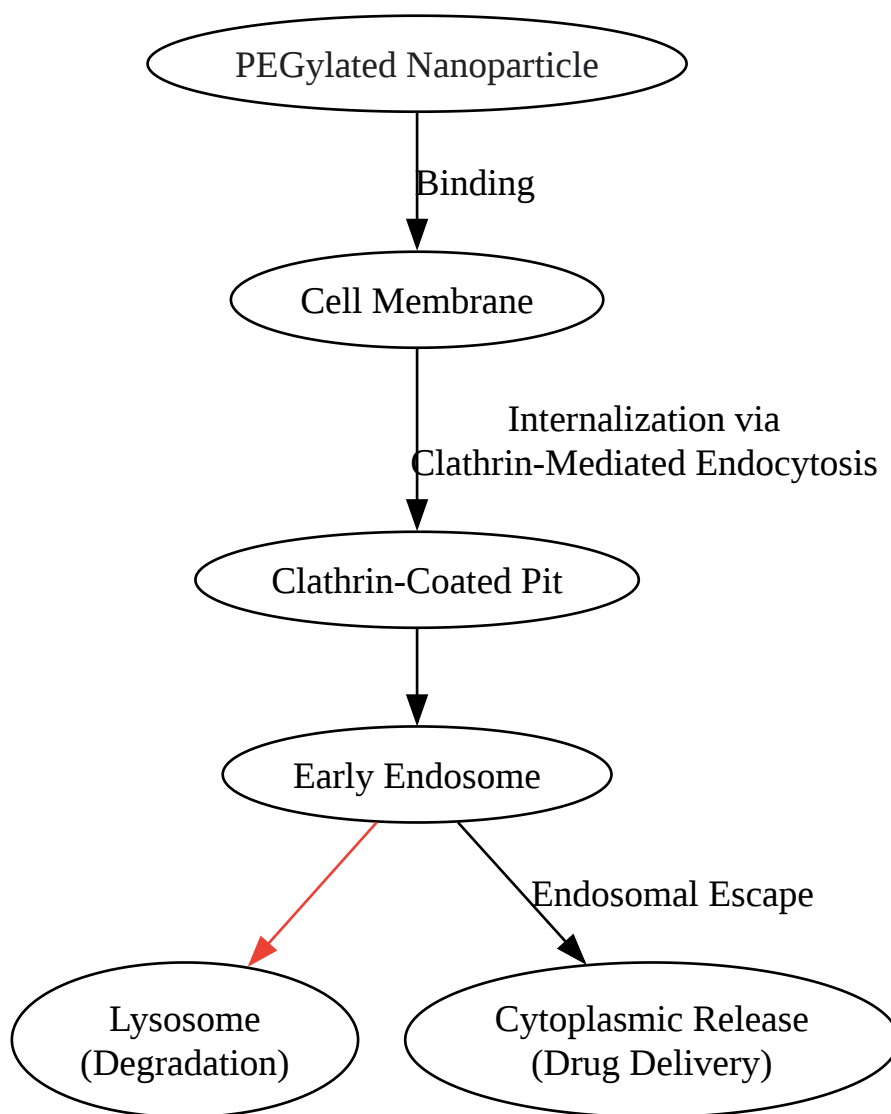 PEGylated Nanoparticle
Binding
Cell Membrane
Internalization via
Clathrin-Mediated Endocytosis
Clathrin-Coated Pit
Early Endosome
Endosomal Escape
Lysosome
(Degradation)
Cytoplasmic Release
(Drug Delivery)